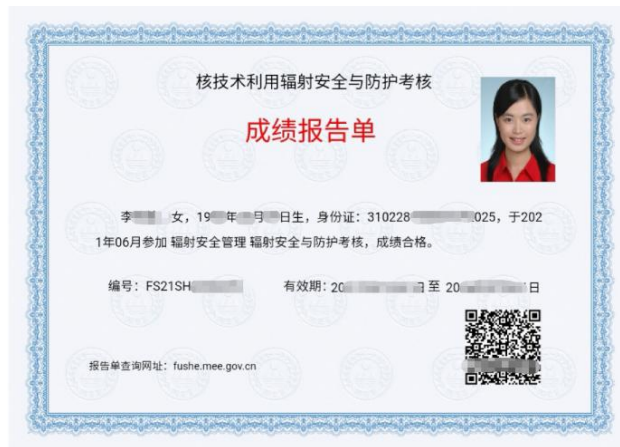 核技术利用辐射安全与防护考核
成绩报告单
李 女，19 年 月 日生，身份证：310228 025，于202
1年06月参加 辐射安全管理 辐射安全与防护考核，成绩合格。
编号：FS21SH 有效期：20 日 至 20 日
报告单查询网址：fushe.mee.gov.cn